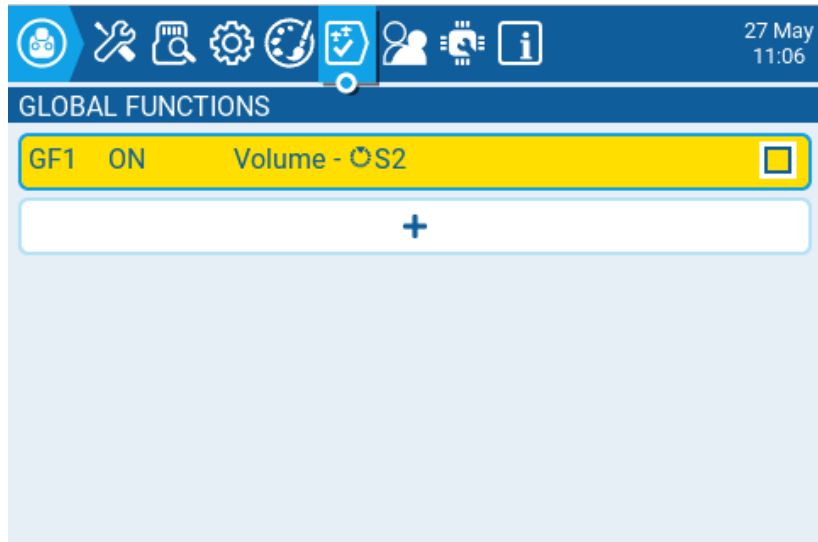 27 May
11:06
GLOBAL FUNCTIONS
GF1 ON Volume - S2
+